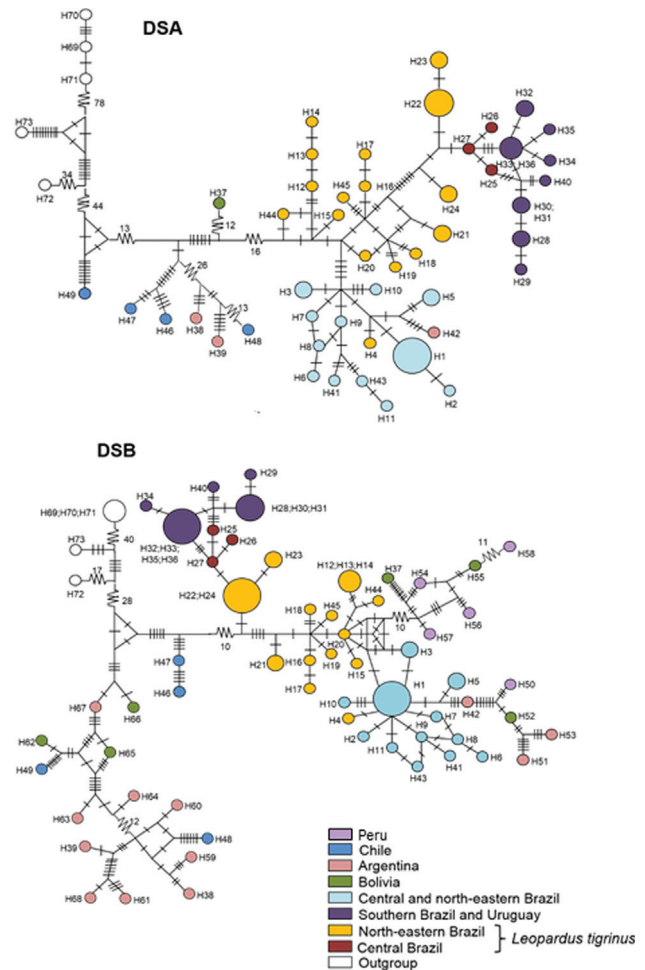 H70
DSA
H69
H71
78
H73
34
H72
44
H23
H22
H32
H26
H35
H27
H33; H36
H34
H25
H40
H30;
H31
H28
H29
H14
H13
H17
H12
H16
H45
H24
H44
H15
H21
H18
H20
H19
H37
12
13
16
26
13
H49
H47
H46
H38
H48
H39
H3
H10
H5
H7
H9
H42
H8
H4
H1
H6
H41
H43
H2
H11
DSB
H29
H40
H34
H28;H30;H31
H69;H70;H71
H25
H26
H32;H33;
H35;H36
H27
40
H73
17
H72
28
H23
H22;H24
H12;H13;H14
H37
H54
11
H58
H55
H44
H18
H45
H56
H20
10
H57
10
H21
H16
H19
H15
H3
H17
H47
H46
H1
H5
H50
H10
H42
H52
H4
H7
H9
H2
H8
H53
H11
H6
H41
H43
H51
H67
H66
H62
H65
H49
H64
H60
H63
12
H48
H39
H59
H68
H61
H38
Peru
Chile
Argentina
Bolivia
Central and north-eastern Brazil
Southern Brazil and Uruguay
North-eastern Brazil
Leopardus tigrinus
Central Brazil
Outgroup